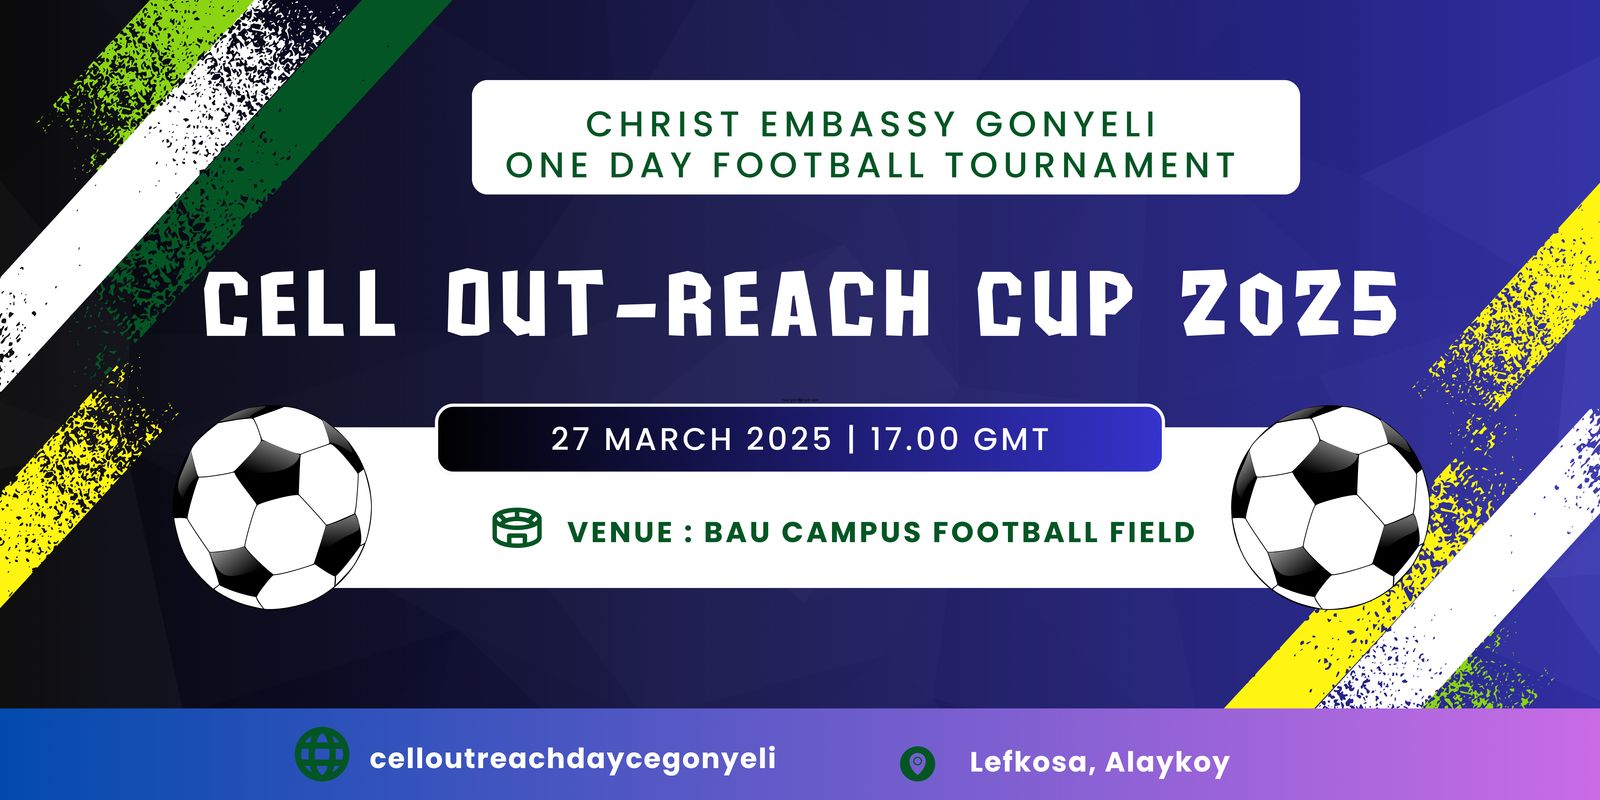 CHRIST EMBASSY GONYELI
ONE DAY FOOTBALL TOURNAMENT
CELL OUT-REACH CUP 2025
27 MARCH 2025 | 17.00 GMT
VENUE : BAU CAMPUS FOOTBALL FIELD
celloutreachdaycegonyeli
Lefkosa, Alaykoy